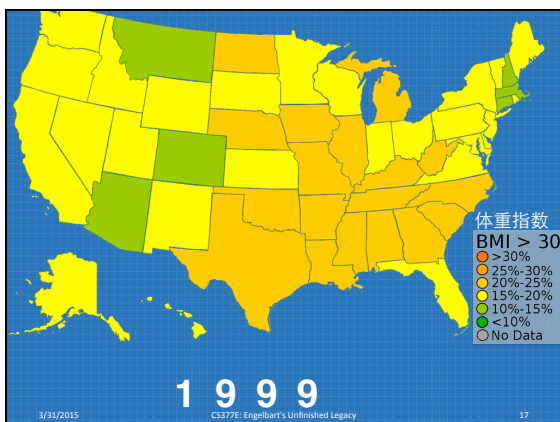 体重指数
BMI > 30
>30%
25%-30%
20%-25%
15%-20%
10%-15%
<10%
No Data
1999
3/31/2015
CS377E: Engelbart's Unfinished Legacy
17